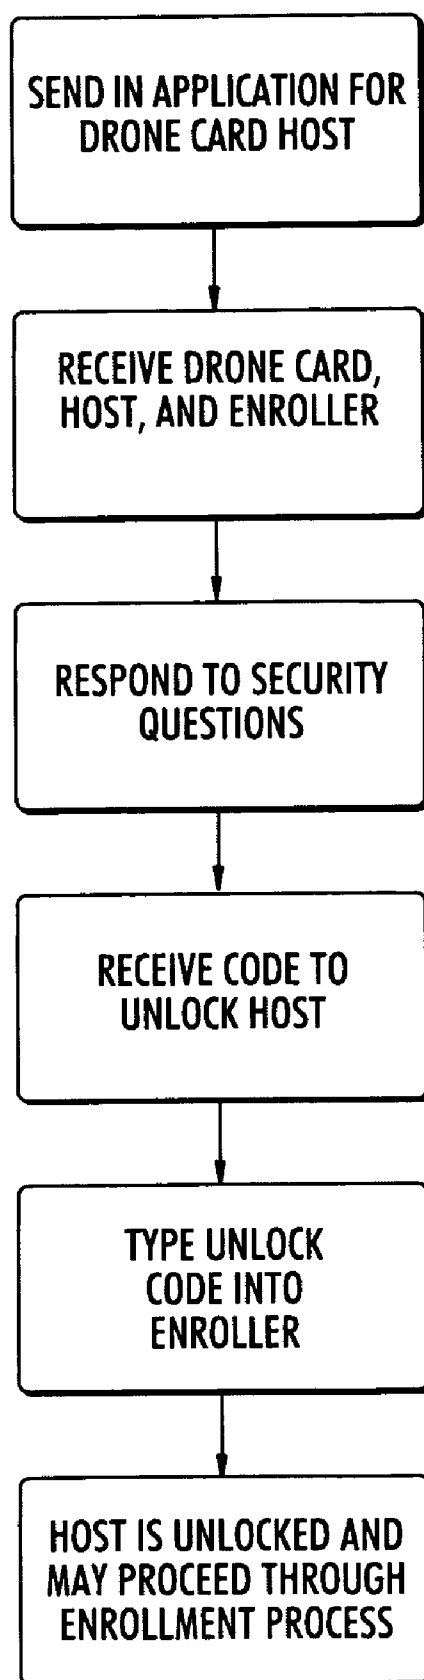 SEND IN APPLICATION FOR
DRONE CARD HOST
RECEIVE DRONE CARD,
HOST, AND ENROLLER
RESPOND TO SECURITY
QUESTIONS
RECEIVE CODE TO
UNLOCK HOST
TYPE UNLOCK
CODE INTO
ENROLLER
HOST IS UNLOCKED AND
MAY PROCEED THROUGH
ENROLLMENT PROCESS